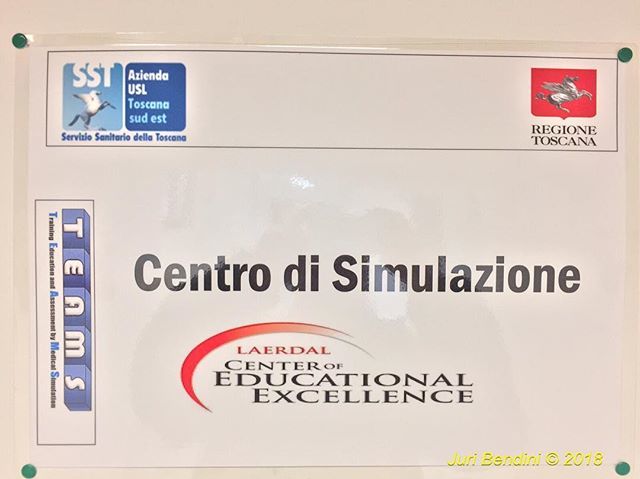 SST
Azienda
USL
Toscana
sud est
Servizio Sanitario della Toscana
REGIONE
TOSCANA
TEAMS
Training Education and Assessment by Medical Simulation
Centro di Simulazione
LAERDAL
CENTER OF
EDUCATIONAL
EXCELLENCE
Juri Bendini © 2018